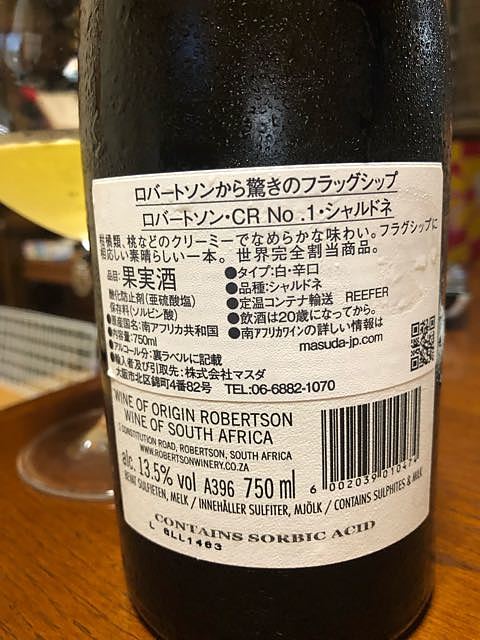 ロバートソンから驚きのフラッグシップ
ロバートソン・CR No .1・シャルドネ
柑橘類、桃などのクリーミーでなめらかな味わい。フラグシップに
相応しい素晴らしい一本。世界完全割当商品。
品名:果実酒
酸化防止剤(亜硫酸塩)
保存料(ソルビン酸)
●原産国名:南アフリカ共和国
●内容量:750ml
●アルコール分:裏ラベルに記載
●輸入者及び引取先:株式会社マスダ
大阪市北区錦町4番82号 TEL:06-6882-1070
●タイプ:白・辛口
●品種:シャルドネ
●定温コンテナ輸送 REEFER
●飲酒は20歳になってから。
●南アフリカワインの詳しい情報は
masuda-jp.com
WINE OF ORIGIN ROBERTSON
WINE OF SOUTH AFRICA
CONSTITUTION ROAD, ROBERTSON, SOUTH AFRICA
WWW.ROBERTSONWINERY.CO.ZA
alc. 13.5% vol A396 750 ml
SULFIETEN, MELK / INNEHÅLLER SULFITER, MJÖLK / CONTAINS SULPHITES & MILK
6 002039 0104
CONTAINS SORBIC ACID
L 6LL1463